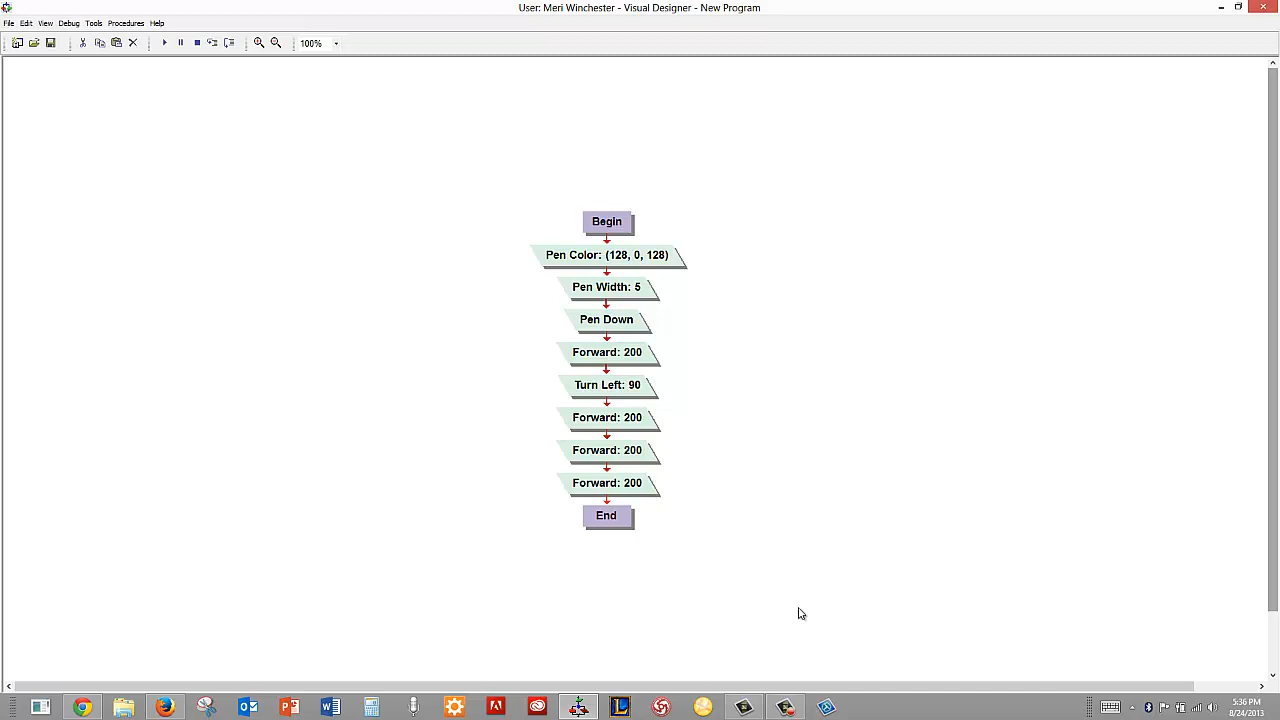 User: Meri Winchester - Visual Designer - New Program
File Edit View Debug Tools Procedures Help
100%
Begin
Pen Color: (128, 0, 128)
Pen Width: 5
Pen Down
Forward: 200
Turn Left: 90
Forward: 200
Forward: 200
Forward: 200
End
5:36 PM
8/24/2013